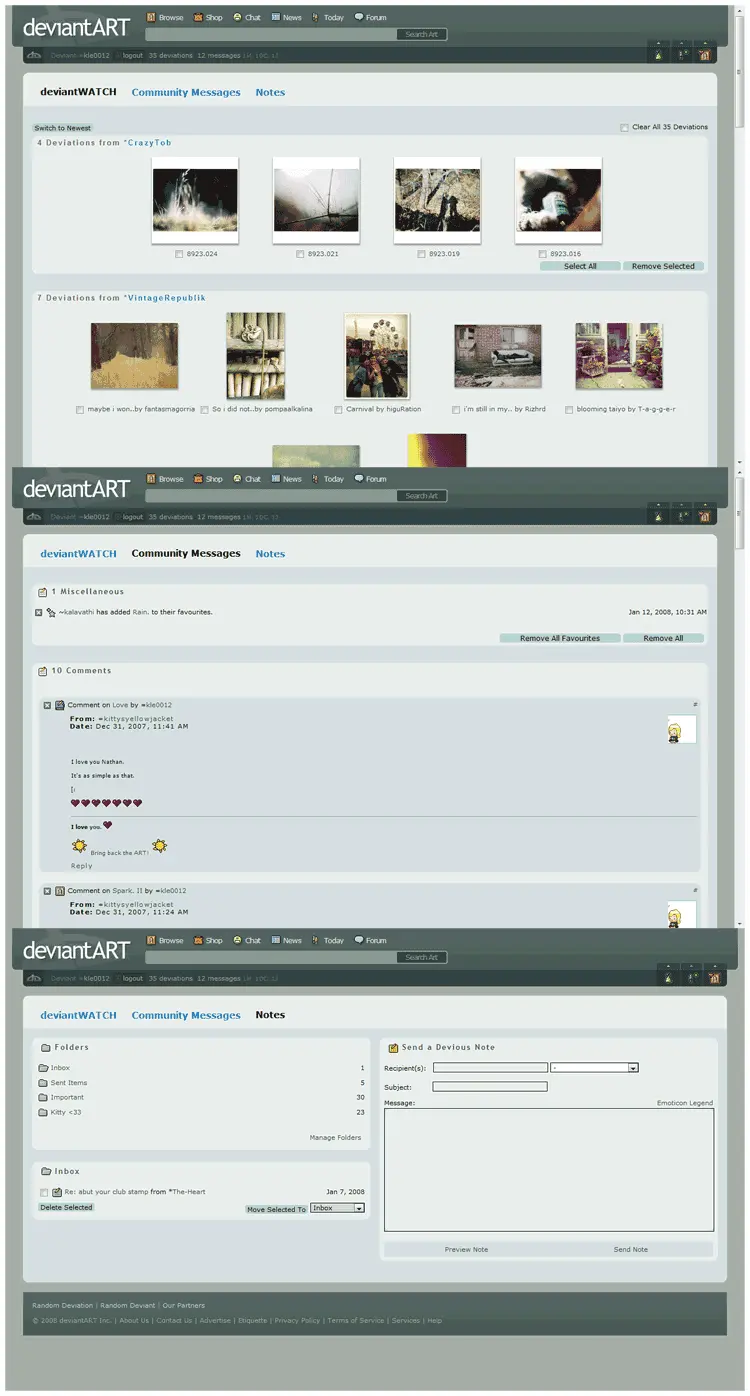 deviantART
Browse Shop Chat News Today Forum
Search Art
Deviant =kle0012 logout 35 deviations 12 messages
deviantWATCH Community Messages Notes
Switch to Newest
Clear All 35 Deviations
4 Deviations from *CrazyTob
8923.024 8923.021 8923.019 8923.016
Select All Remove Selected
7 Deviations from *VintageRepublik
maybe i won..by fantasmagoria So i did not..by pompaalkalina Carnival by higuRation i'm still in my.. by Rizhrd blooming taiyo by T-a-g-g-e-r
deviantART
Browse Shop Chat News Today Forum
Search Art
Deviant =kle0012 logout 35 deviations 12 messages
deviantWATCH Community Messages Notes
1 Miscellaneous
~kalavathi has added Rain. to their favourites. Jan 12, 2008, 10:31 AM
Remove All Favourites Remove All
10 Comments
Comment on Love by =kle0012 #
From: =kittysyellowjacket
Date: Dec 31, 2007, 11:41 AM
I love you Nathan.
It's as simple as that.
[:
I love you.
Bring back the ART!
Reply
Comment on Spark. II by =kle0012 #
From: =kittysyellowjacket
Date: Dec 31, 2007, 11:24 AM
deviantART
Browse Shop Chat News Today Forum
Search Art
Deviant =kle0012 logout 35 deviations 12 messages
deviantWATCH Community Messages Notes
Folders
Inbox 1
Sent Items 5
Important 30
Kitty <33 23
Manage Folders
Inbox
Re: abut your club stamp from *The-Heart Jan 7, 2008
Delete Selected Move Selected To Inbox
Send a Devious Note
Recipient(s): -
Subject:
Message: Emoticon Legend
Preview Note Send Note
Random Deviation | Random Deviant | Our Partners
© 2008 deviantART Inc. | About Us | Contact Us | Advertise | Etiquette | Privacy Policy | Terms of Service | Services | Help